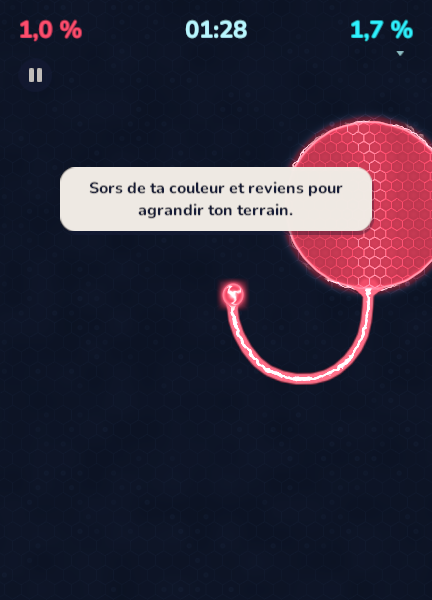 1,0 % 01:28 1,7 %
Sors de ta couleur et reviens pour
agrandir ton terrain.